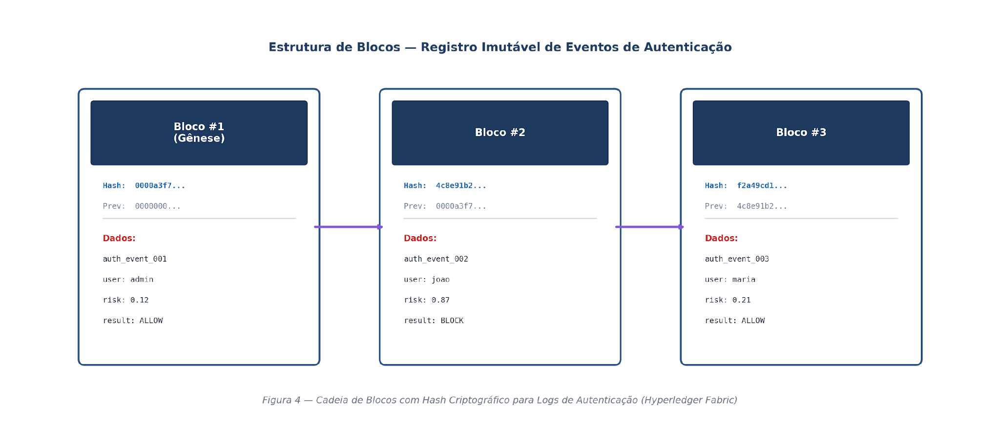 Estrutura de Blocos — Registro Imutável de Eventos de Autenticação
Bloco #1
(Gênese)
Hash:  0000a3f7...
Prev:  0000000...
Dados:
auth_event_001
user: admin
risk: 0.12
result: ALLOW
Bloco #2
Hash:  4c8e91b2...
Prev:  0000a3f7...
Dados:
auth_event_002
user: joao
risk: 0.87
result: BLOCK
Bloco #3
Hash:  f2a49cd1...
Prev:  4c8e91b2...
Dados:
auth_event_003
user: maria
risk: 0.21
result: ALLOW
Figura 4 — Cadeia de Blocos com Hash Criptográfico para Logs de Autenticação (Hyperledger Fabric)